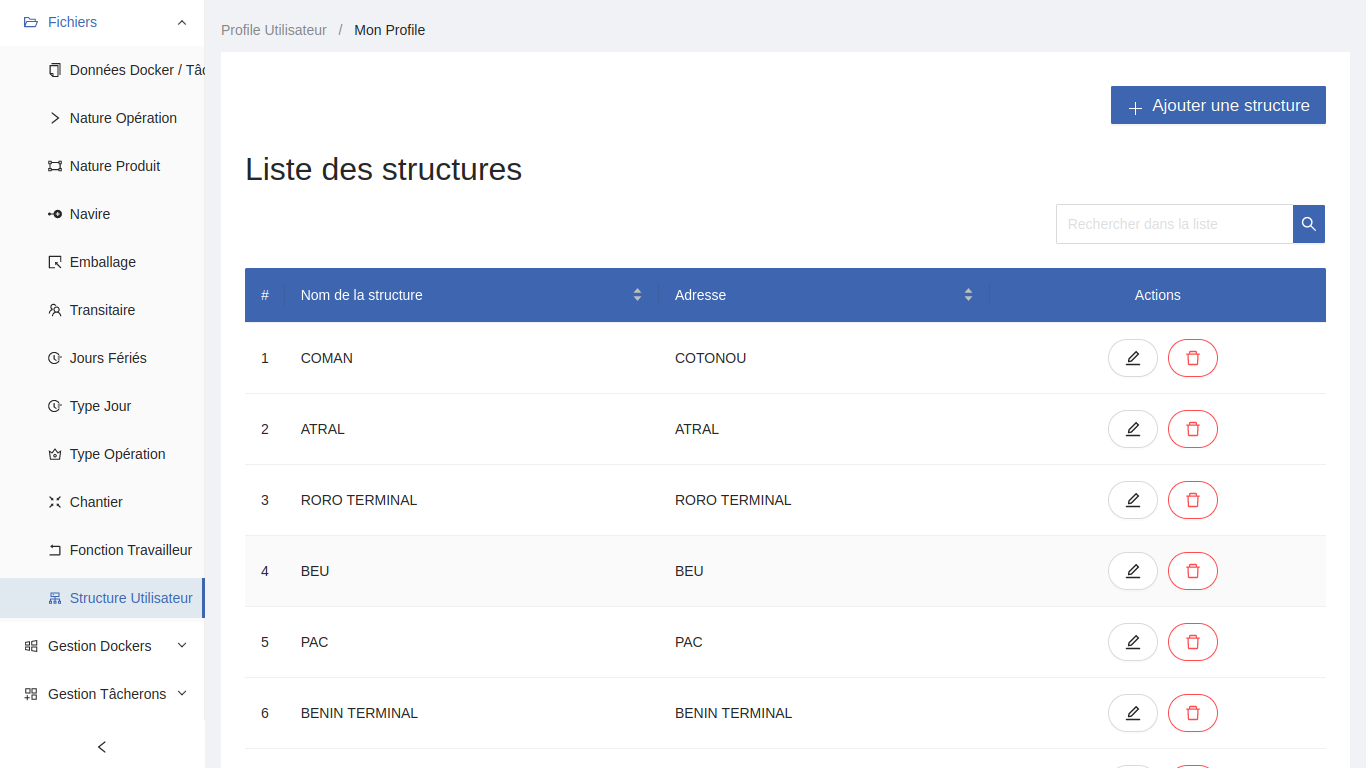 Fichiers
Données Docker / Tâc
Nature Opération
Nature Produit
Navire
Emballage
Transitaire
Jours Fériés
Type Jour
Type Opération
Chantier
Fonction Travailleur
Structure Utilisateur
Gestion Dockers
Gestion Tâcherons
Profile Utilisateur / Mon Profile
Ajouter une structure
Liste des structures
Rechercher dans la liste
# Nom de la structure Adresse Actions
1 COMAN COTONOU
2 ATRAL ATRAL
3 RORO TERMINAL RORO TERMINAL
4 BEU BEU
5 PAC PAC
6 BENIN TERMINAL BENIN TERMINAL